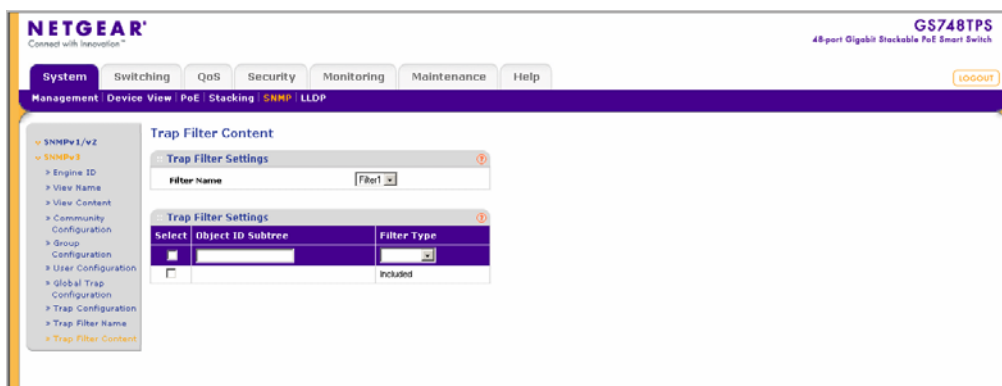 NETGEAR®
Connect with Innovation™
GS748TPS
48-port Gigabit Stackable PoE Smart Switch
System Switching QoS Security Monitoring Maintenance Help
LOGOUT
Management | Device View | PoE | Stacking | SNMP | LLDP
SNMPv1/v2
SNMPv3
> Engine ID
> View Name
> View Content
> Community
Configuration
> Group
Configuration
> User Configuration
> Global Trap
Configuration
> Trap Configuration
> Trap Filter Name
> Trap Filter Content
Trap Filter Content
Trap Filter Settings
Filter Name Filter1
Trap Filter Settings
Select Object ID Subtree Filter Type
Included